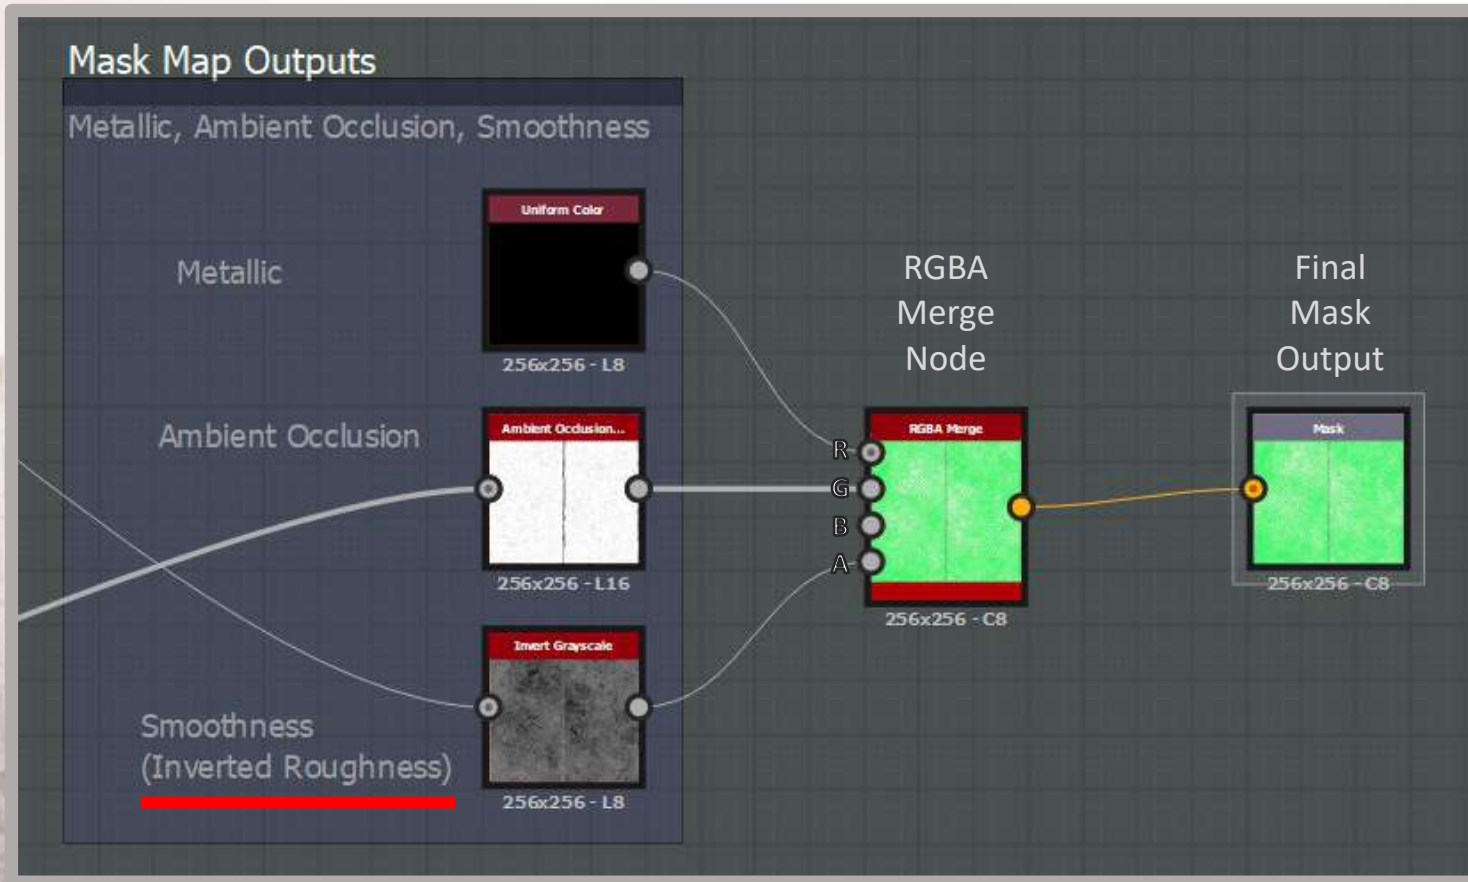 Mask Map Outputs
Metallic, Ambient Occlusion, Smoothness
Uniform Color
Metallic
256x256 - L8
RGBA
Merge
Node
Final
Mask
Output
Ambient Occlusion
Ambient Occlusion...
256x256 - L16
R
G
B
A
RGBA Merge
256x256 - C8
Mask
256x256 - C8
Invert Grayscale
Smoothness
(Inverted Roughness)
256x256 - L8